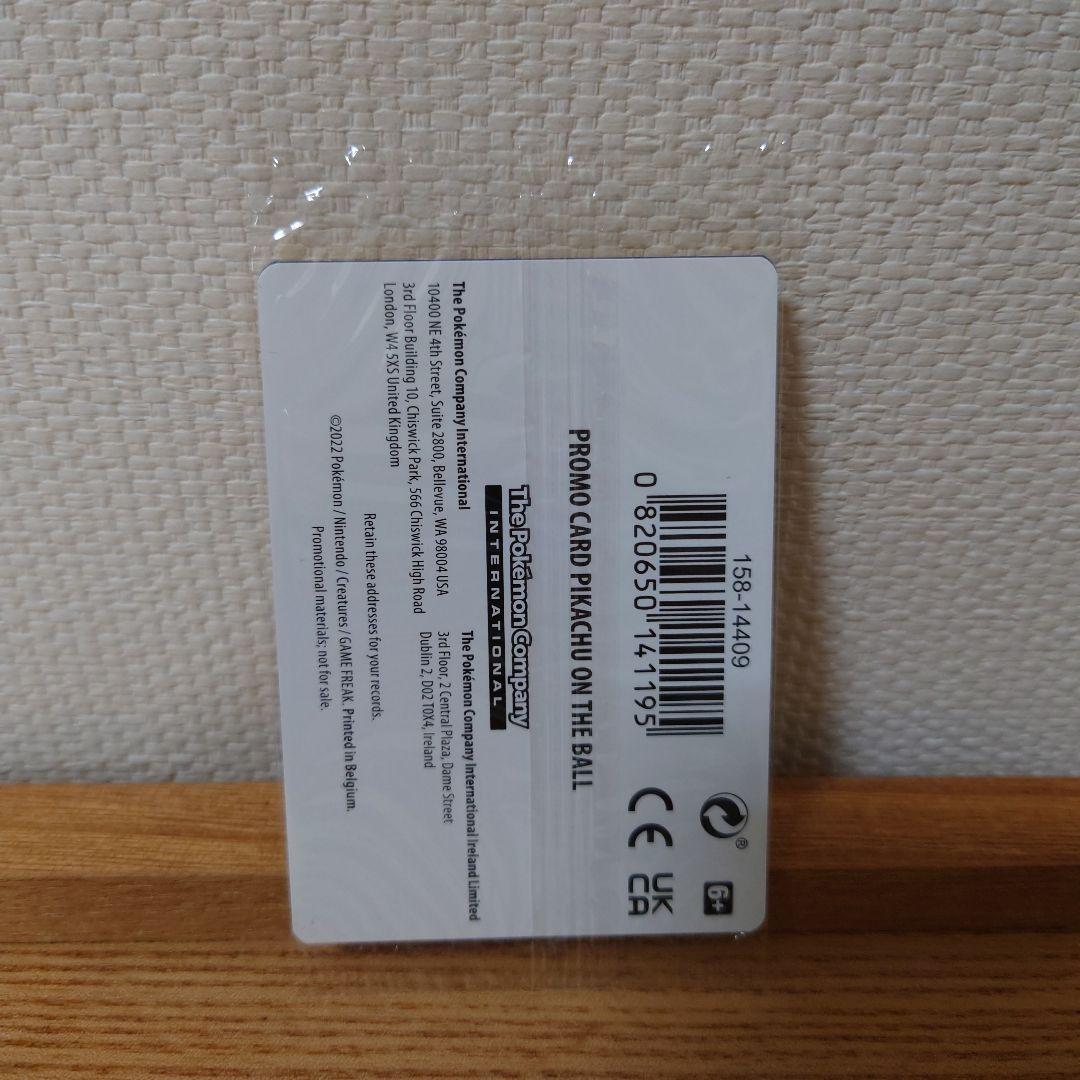 158-14409
0 820650 141195
6+
®
CE
UK
CA
PROMO CARD PIKACHU ON THE BALL
The Pokémon Company
INTERNATIONAL
The Pokémon Company International
10400 NE 4th Street, Suite 2800, Bellevue, WA 98004 USA
3rd Floor Building 10, Chiswick Park, 566 Chiswick High Road
London, W4 5XS United Kingdom
The Pokémon Company International Ireland Limited
3rd Floor, 2 Central Plaza, Dame Street
Dublin 2, D02 T0X4, Ireland
Retain these addresses for your records.
©2022 Pokémon / Nintendo / Creatures / GAME FREAK. Printed in Belgium.
Promotional materials; not for sale.